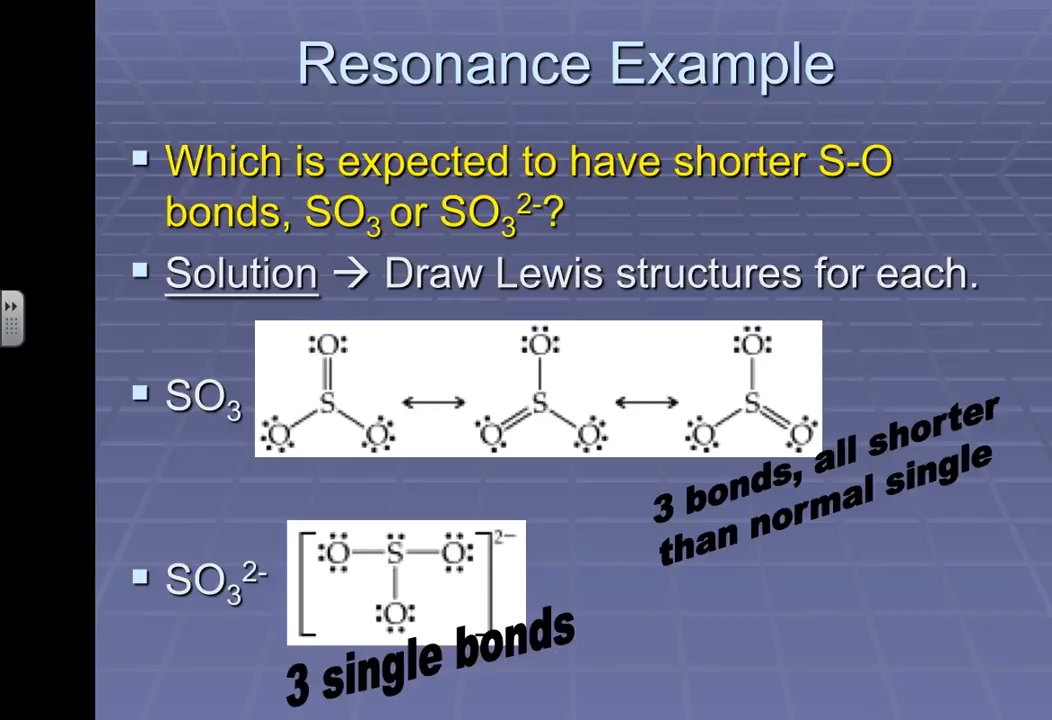 Resonance Example
Which is expected to have shorter S-O
bonds, SO₃ or SO₃²⁻?
Solution → Draw Lewis structures for each.
SO₃
:O: :Ö: :Ö:
S ↔ S ↔ S
O O O O O O
3 bonds, all shorter
than normal single
SO₃²⁻
[:O—S—O:]²⁻
:O:
3 single bonds